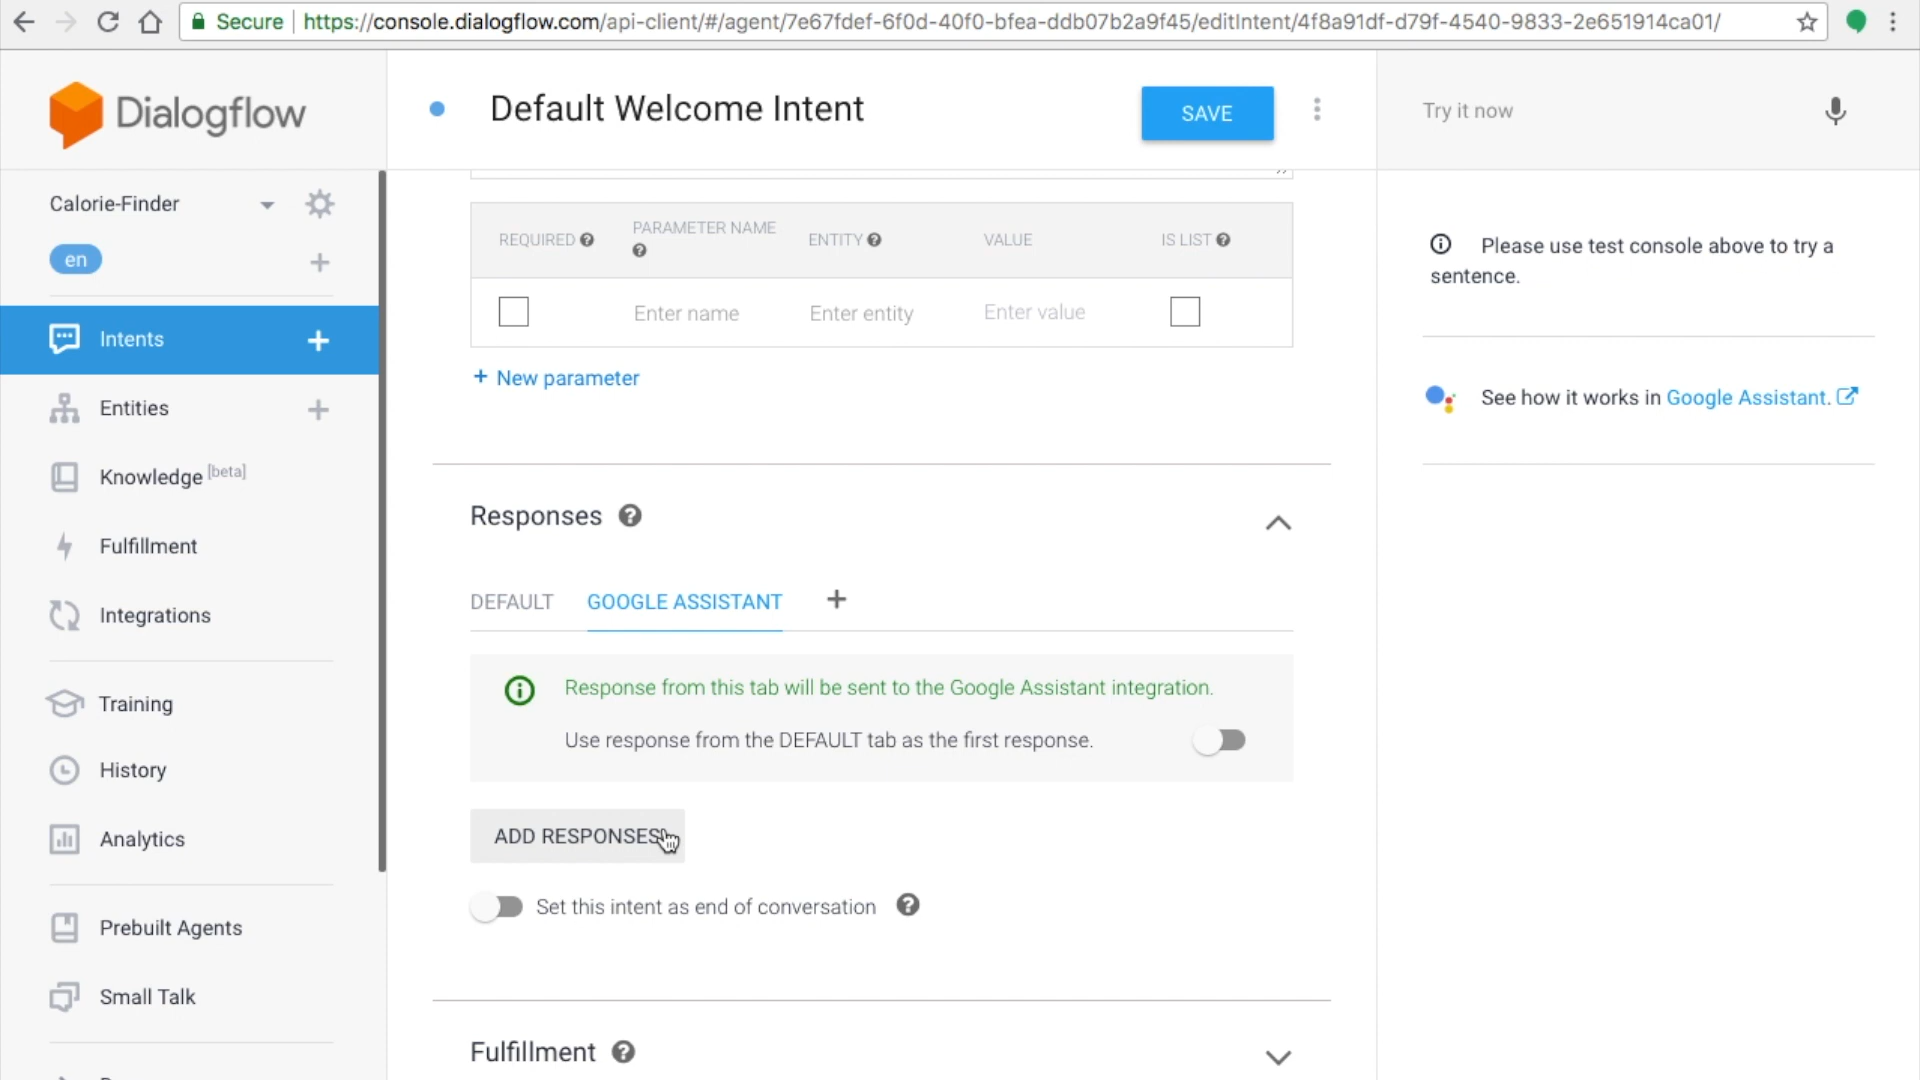 Secure https://console.dialogflow.com/api-client/#/agent/7e67fdef-6f0d-40f0-bfea-ddb07b2a9f45/editIntent/4f8a91df-d79f-4540-9833-2e651914ca01/
Dialogflow
Default Welcome Intent
SAVE
Try it now
Calorie-Finder
en
Intents
Entities
Knowledge [beta]
Fulfillment
Integrations
Training
History
Analytics
Prebuilt Agents
Small Talk
REQUIRED
PARAMETER NAME
ENTITY
VALUE
IS LIST
Enter name
Enter entity
Enter value
+ New parameter
Responses
DEFAULT
GOOGLE ASSISTANT
Response from this tab will be sent to the Google Assistant integration.
Use response from the DEFAULT tab as the first response.
ADD RESPONSES
Set this intent as end of conversation
Fulfillment
Please use test console above to try a
sentence.
See how it works in Google Assistant.